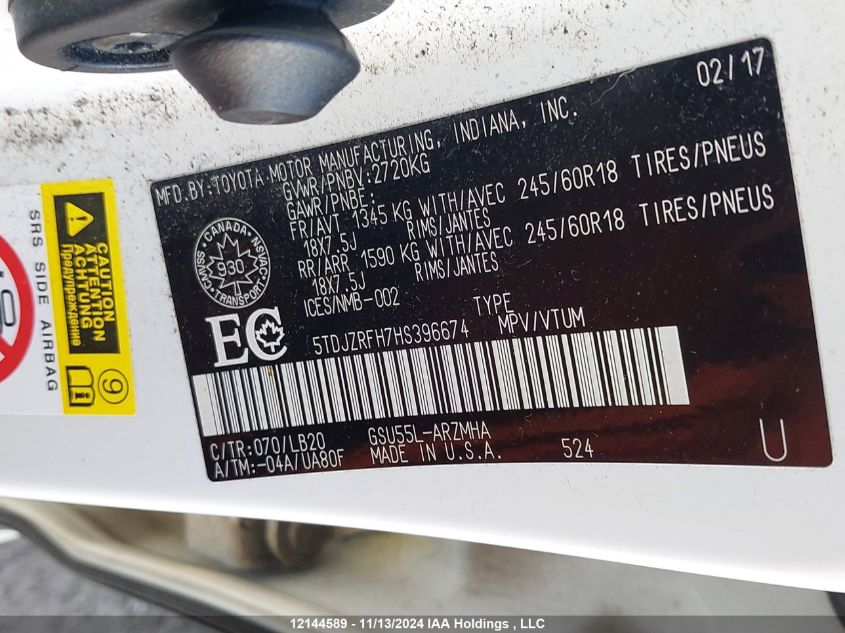 02/17
MFD.BY:TOYOTA MOTOR MANUFACTURING, INDIANA, INC.
GVWR/PNBV:2720KG
GAWR/PNBE:
FR/AVT 1345 KG WITH/AVEC 245/60R18 TIRES/PNEUS
18X7.5J RIMS/JANTES
RR/ARR 1590 KG WITH/AVEC 245/60R18 TIRES/PNEUS
18X7.5J RIMS/JANTES
ICES/NMB-002
CANADA
CMVSS NSVAC
930
TRANSPORT
EC
TYPE
5TDJZRFH7HS396674 MPV/VTUM
C/TR:070/LB20 GSU55L-ARZMHA
A/TM:-04A/UA80F MADE IN U.S.A. 524
U
SRS SIDE AIRBAG
CAUTION
ATTENTION
ACHTUNG
Предупреждение
9
12144589 - 11/13/2024 IAA Holdings , LLC